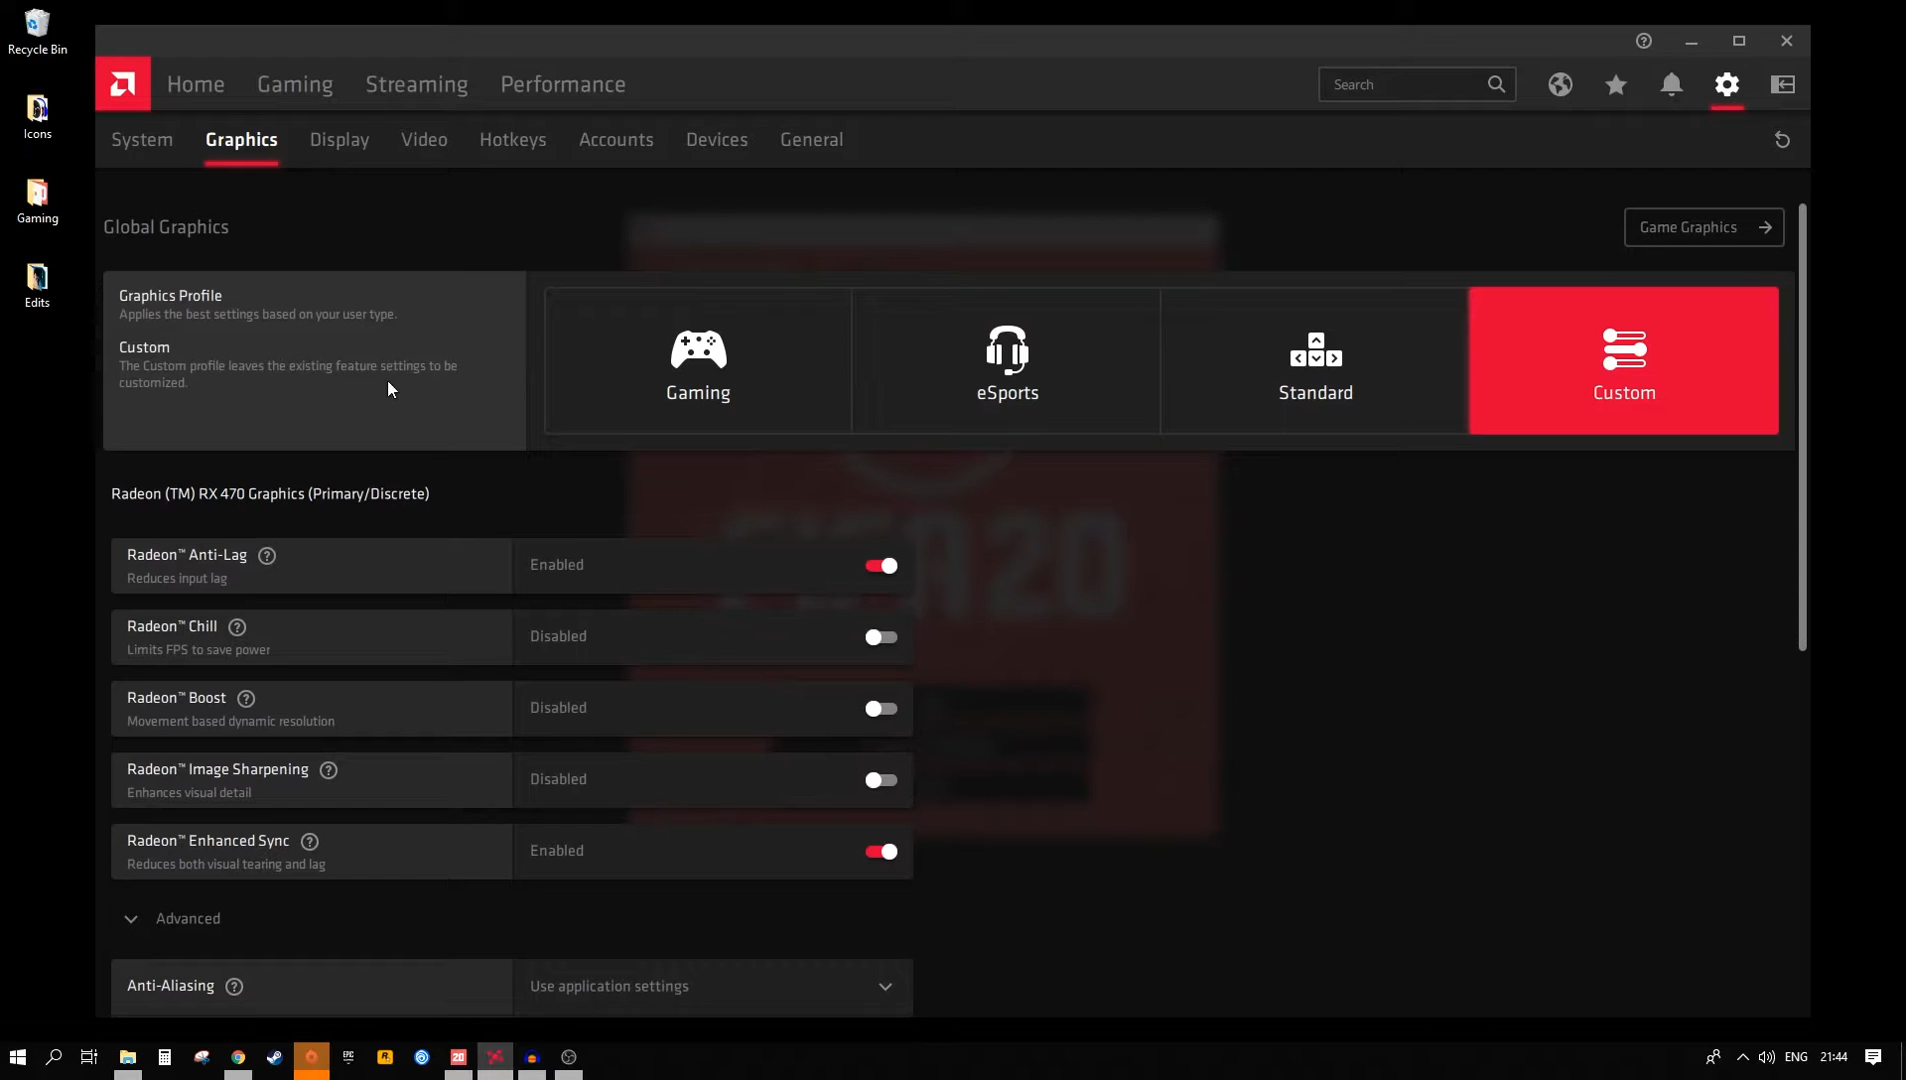 Recycle Bin
Icons
Gaming
Edits
Home Gaming Streaming Performance
Search
System Graphics Display Video Hotkeys Accounts Devices General
Global Graphics
Game Graphics
Graphics Profile
Applies the best settings based on your user type.
Custom
The Custom profile leaves the existing feature settings to be
customized.
Gaming
eSports
Standard
Custom
Radeon (TM) RX 470 Graphics (Primary/Discrete)
Radeon™ Anti-Lag
Reduces input lag
Enabled
Radeon™ Chill
Limits FPS to save power
Disabled
Radeon™ Boost
Movement based dynamic resolution
Disabled
Radeon™ Image Sharpening
Enhances visual detail
Disabled
Radeon™ Enhanced Sync
Reduces both visual tearing and lag
Enabled
Advanced
Anti-Aliasing
Use application settings
EPIC
R
20
ENG
21:44